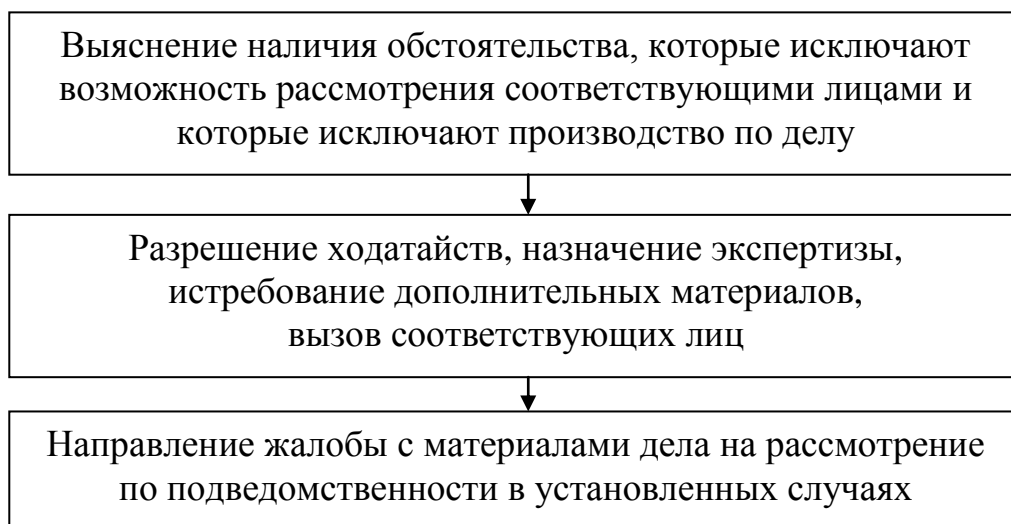 Выяснение наличия обстоятельства, которые исключают
возможность рассмотрения соответствующими лицами и
которые исключают производство по делу
Разрешение ходатайств, назначение экспертизы,
истребование дополнительных материалов,
вызов соответствующих лиц
Направление жалобы с материалами дела на рассмотрение
по подведомственности в установленных случаях